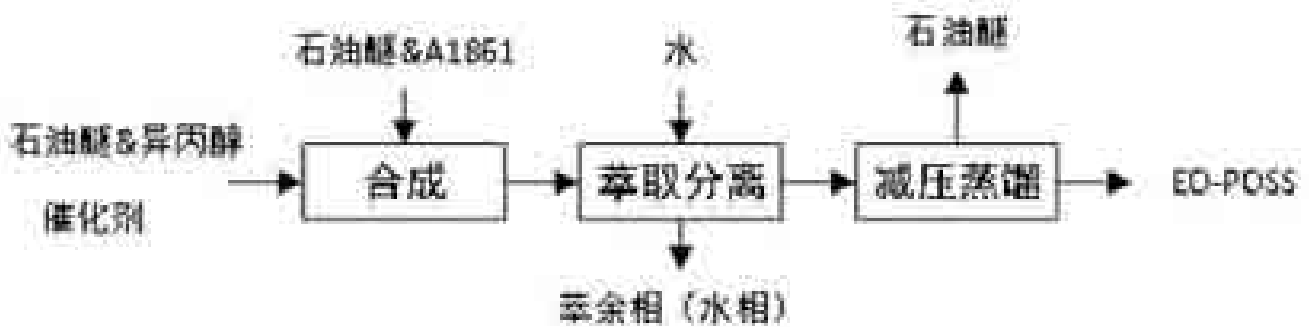 石油醚
石油醚&A1861
水
石油醚&异丙醇
合成
萃取分离
减压蒸馏
EO-POSS
催化剂
萃余相（水相）